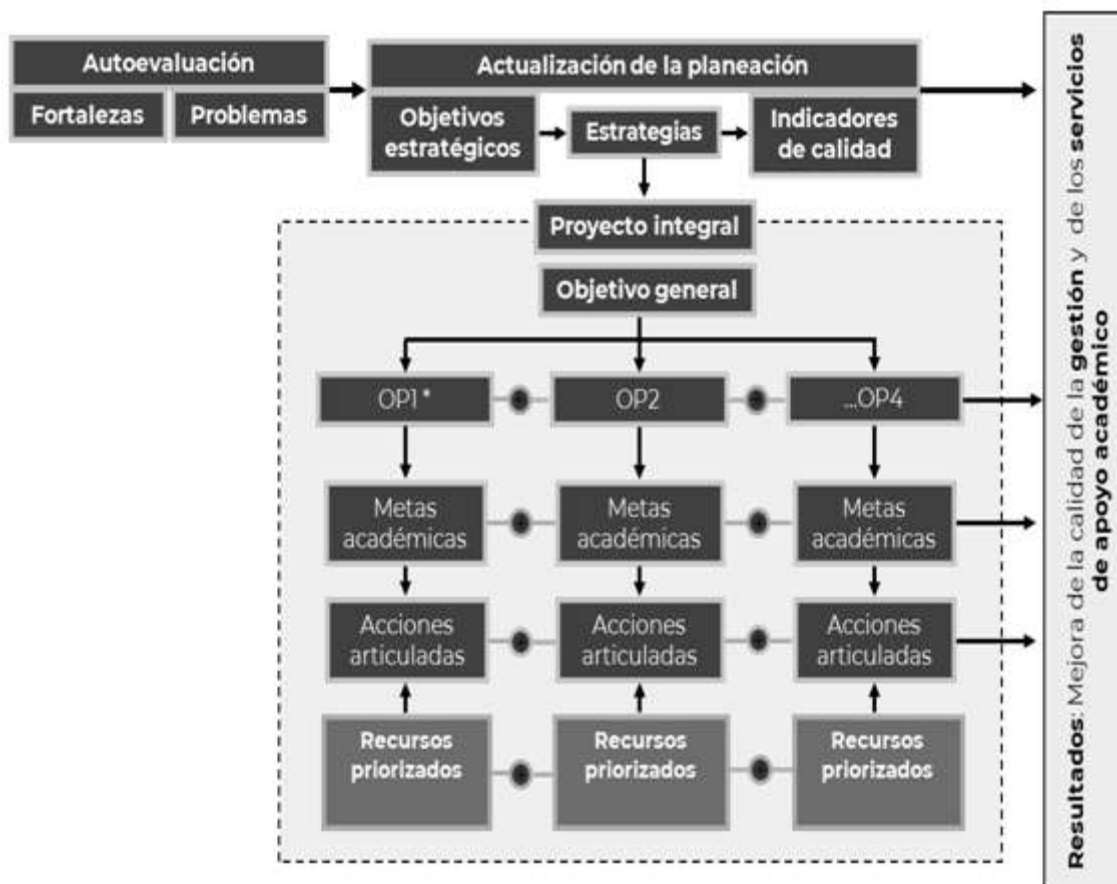 Autoevaluación
Fortalezas
Problemas
Actualización de la planeación
Objetivos
estratégicos
Estrategias
Indicadores
de calidad
Proyecto integral
Objetivo general
OP1 *
OP2
...OP4
Metas
académicas
Metas
académicas
Metas
académicas
Acciones
articuladas
Acciones
articuladas
Acciones
articuladas
Recursos
priorizados
Recursos
priorizados
Recursos
priorizados
Resultados: Mejora de la calidad de la gestión y de los servicios
de apoyo académico